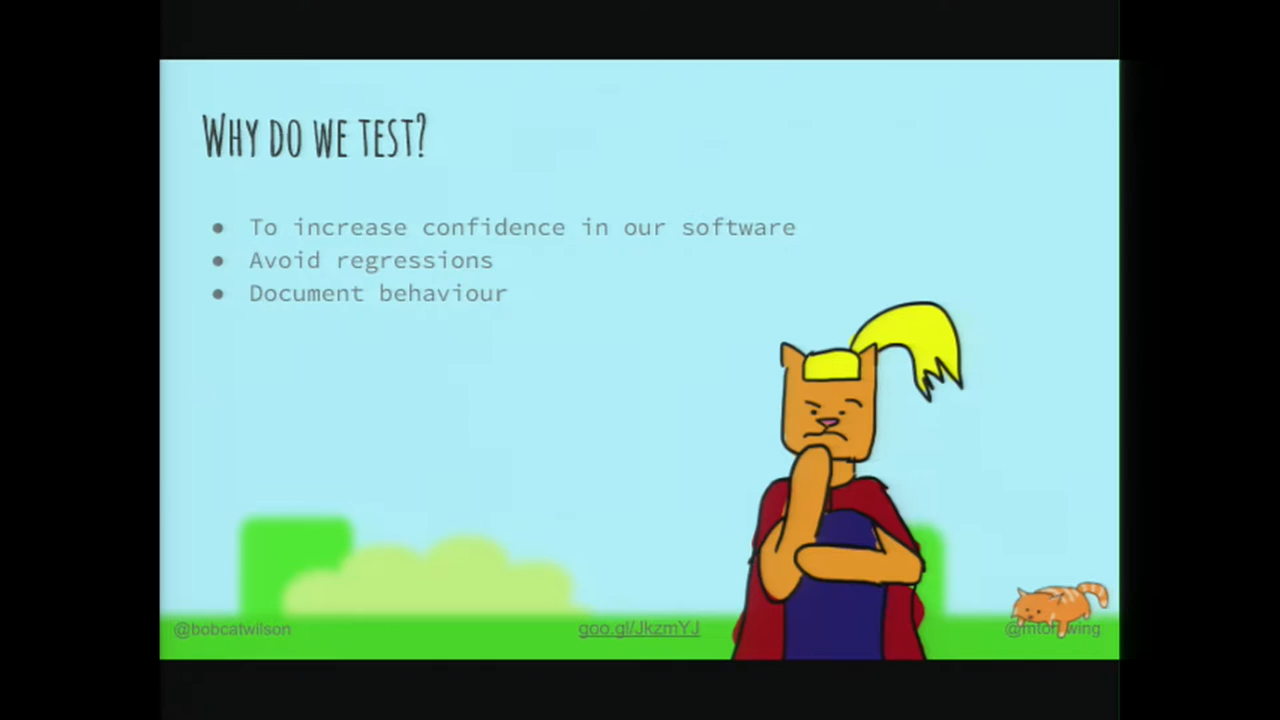 WHY DO WE TEST?
● To increase confidence in our software
● Avoid regressions
● Document behaviour
@bobcatwilson
goo.gl/JkzmYJ